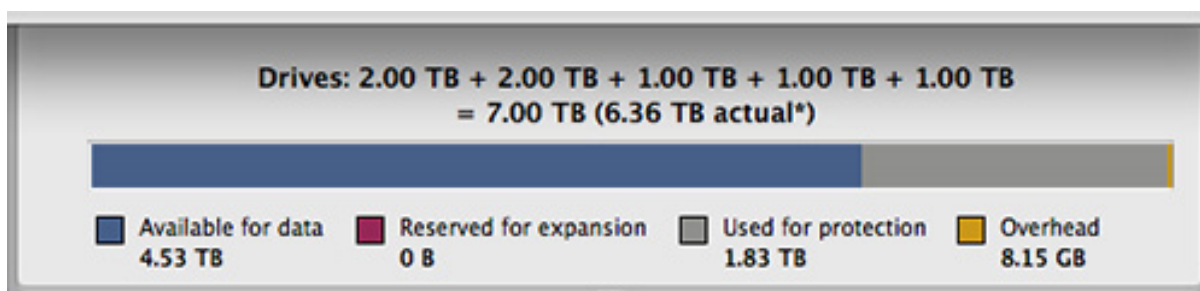 Drives: 2.00 TB + 2.00 TB + 1.00 TB + 1.00 TB + 1.00 TB
= 7.00 TB (6.36 TB actual*)
Available for data Reserved for expansion Used for protection Overhead
4.53 TB 0 B 1.83 TB 8.15 GB